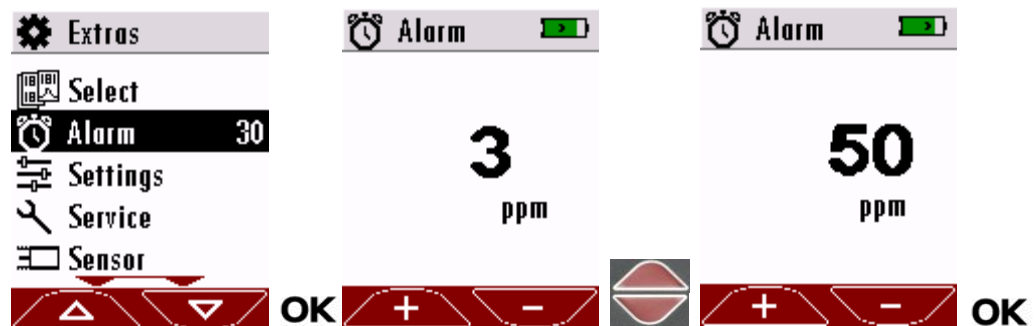 Extras
Select
Alarm 30
Settings
Service
Sensor
OK
Alarm
3
ppm
+ −
Alarm
50
ppm
+ −
OK